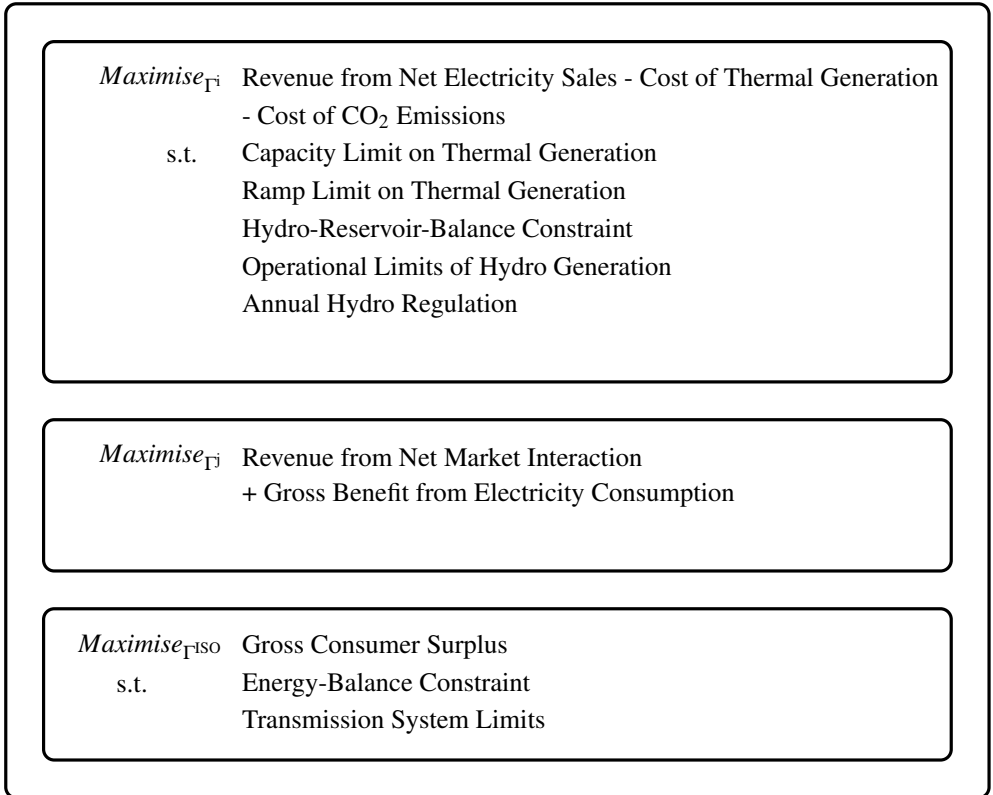 Maximise_Γⁱ Revenue from Net Electricity Sales - Cost of Thermal Generation
- Cost of CO₂ Emissions
s.t. Capacity Limit on Thermal Generation
Ramp Limit on Thermal Generation
Hydro-Reservoir-Balance Constraint
Operational Limits of Hydro Generation
Annual Hydro Regulation
Maximise_Γʲ Revenue from Net Market Interaction
+ Gross Benefit from Electricity Consumption
Maximise_Γᴵˢᴼ Gross Consumer Surplus
s.t. Energy-Balance Constraint
Transmission System Limits